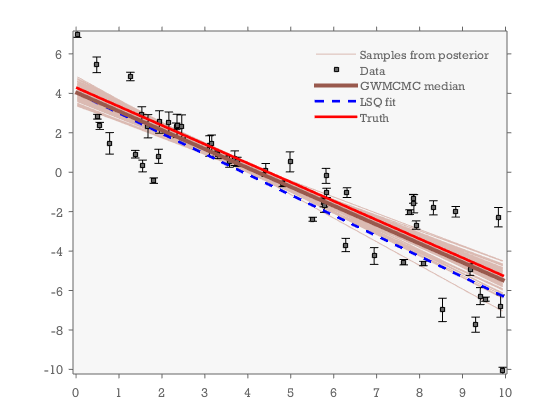 Samples from posterior
Data
GWMCMC median
LSQ fit
Truth
6
4
2
0
-2
-4
-6
-8
-10
0 1 2 3 4 5 6 7 8 9 10